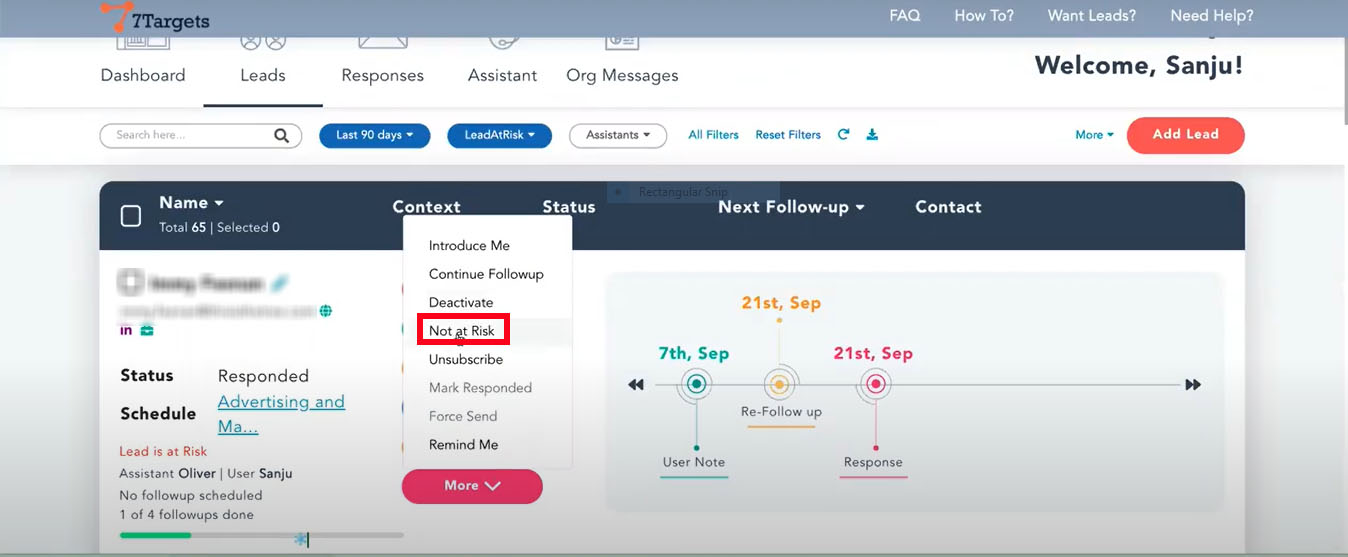 7Targets
FAQ How To? Want Leads? Need Help?
Dashboard Leads Responses Assistant Org Messages
Welcome, Sanju!
Search here... Last 90 days LeadAtRisk Assistants All Filters Reset Filters More Add Lead
Rectangular Snip
Name Context Status Next Follow-up Contact
Total 65 | Selected 0
Introduce Me
Continue Followup
Deactivate
Not at Risk
Unsubscribe
Mark Responded
Force Send
Remind Me
More
in
Status Responded
Schedule Advertising and
Ma...
Lead is at Risk
Assistant Oliver | User Sanju
No followup scheduled
1 of 4 followups done
21st, Sep
7th, Sep 21st, Sep
Re-Follow up
User Note Response